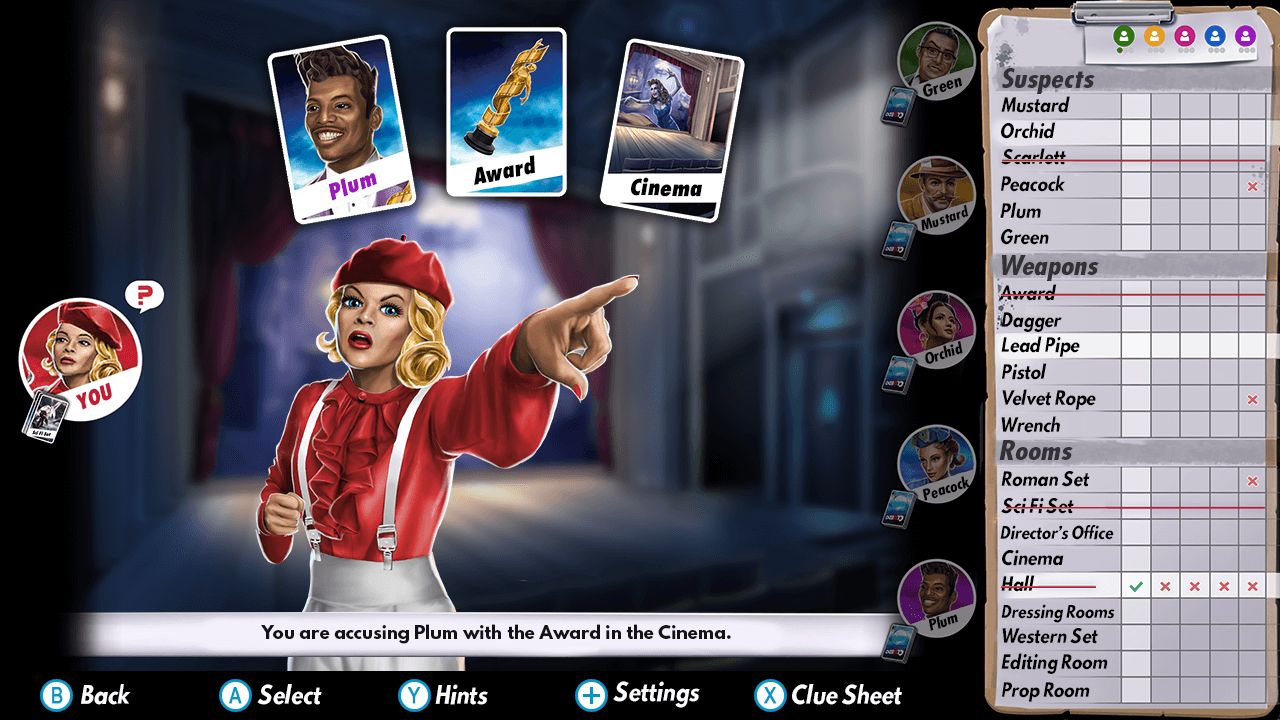 Plum
Award
Cinema
?
YOU
Sci Fi Set
Green
Mustard
Orchid
Peacock
Plum
You are accusing Plum with the Award in the Cinema.
B Back
A Select
Y Hints
+ Settings
X Clue Sheet
Suspects
Mustard
Orchid
Scarlett
Peacock
Plum
Green
Weapons
Award
Dagger
Lead Pipe
Pistol
Velvet Rope
Wrench
Rooms
Roman Set
Sci Fi Set
Director's Office
Cinema
Hall
Dressing Rooms
Western Set
Editing Room
Prop Room